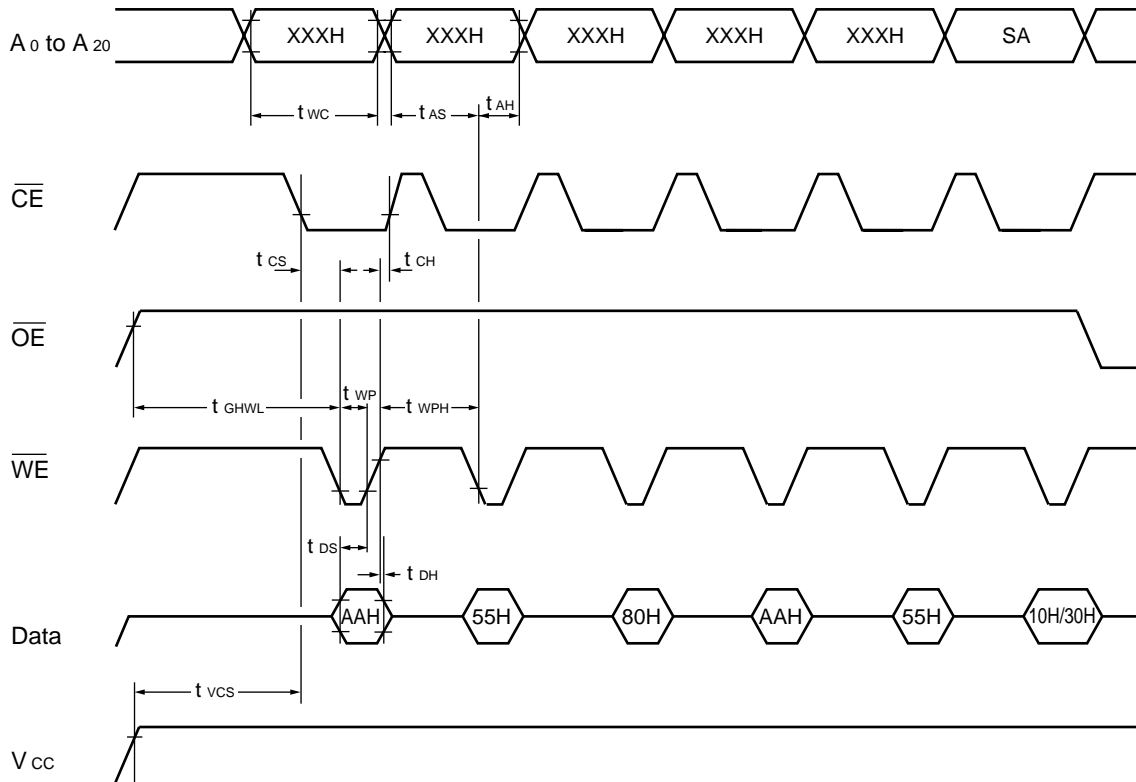 A0 to A20 XXXH XXXH XXXH XXXH XXXH SA
tWC tAS tAH
CE
tCS tCH
OE
tGHWL tWP tWPH
WE
tDS tDH
Data AAH 55H 80H AAH 55H 10H/30H
tVCS
VCC